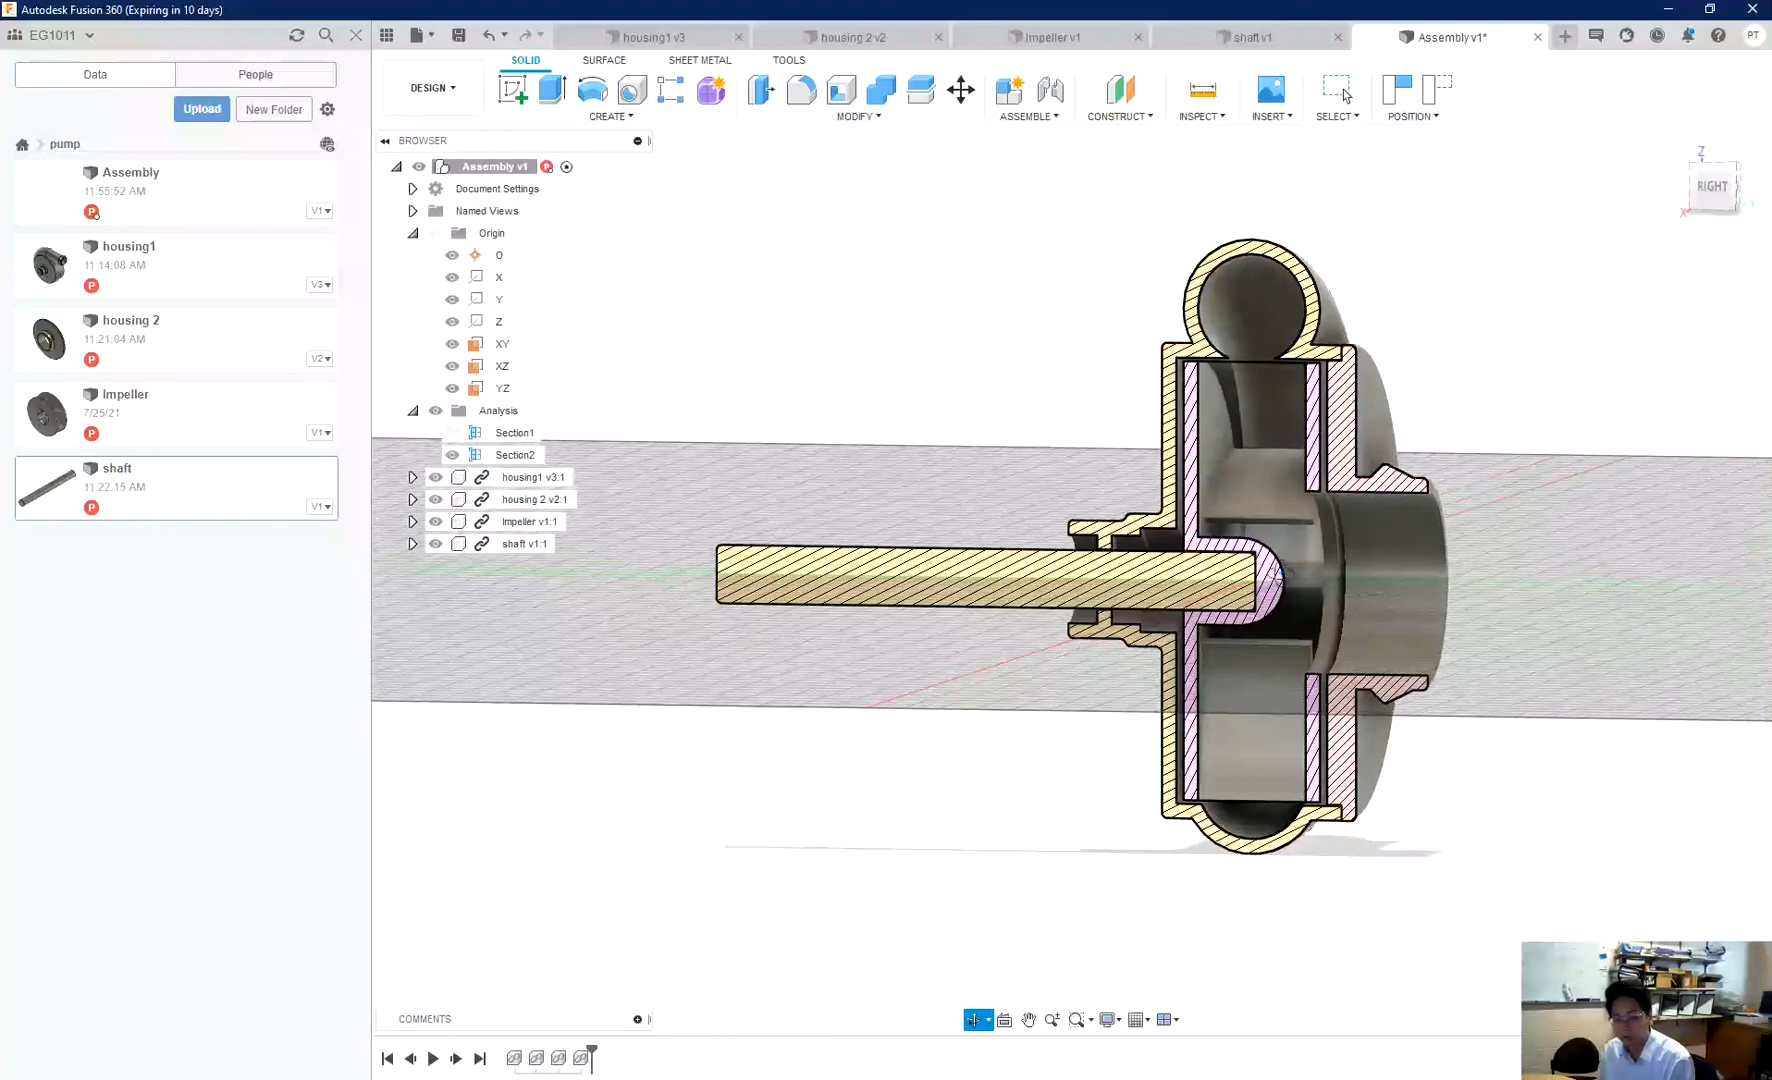 Autodesk Fusion 360 (Expiring in 10 days)
EG1011
housing1 v3
housing 2 v2
Impeller v1
shaft v1
Assembly v1*
PT
Data
People
SOLID
SURFACE
SHEET METAL
TOOLS
DESIGN
Upload
New Folder
CREATE
MODIFY
ASSEMBLE
CONSTRUCT
INSPECT
INSERT
SELECT
POSITION
pump
BROWSER
Assembly
11:55:52 AM
V1
housing1
11:14:08 AM
V3
housing 2
11:21:04 AM
V2
Impeller
7/25/21
V1
shaft
11:22:15 AM
V1
Assembly v1
Document Settings
Named Views
Origin
O
X
Y
Z
XY
XZ
YZ
Analysis
Section1
Section2
housing1 v3:1
housing 2 v2:1
Impeller v1:1
shaft v1:1
Z
RIGHT
X
COMMENTS